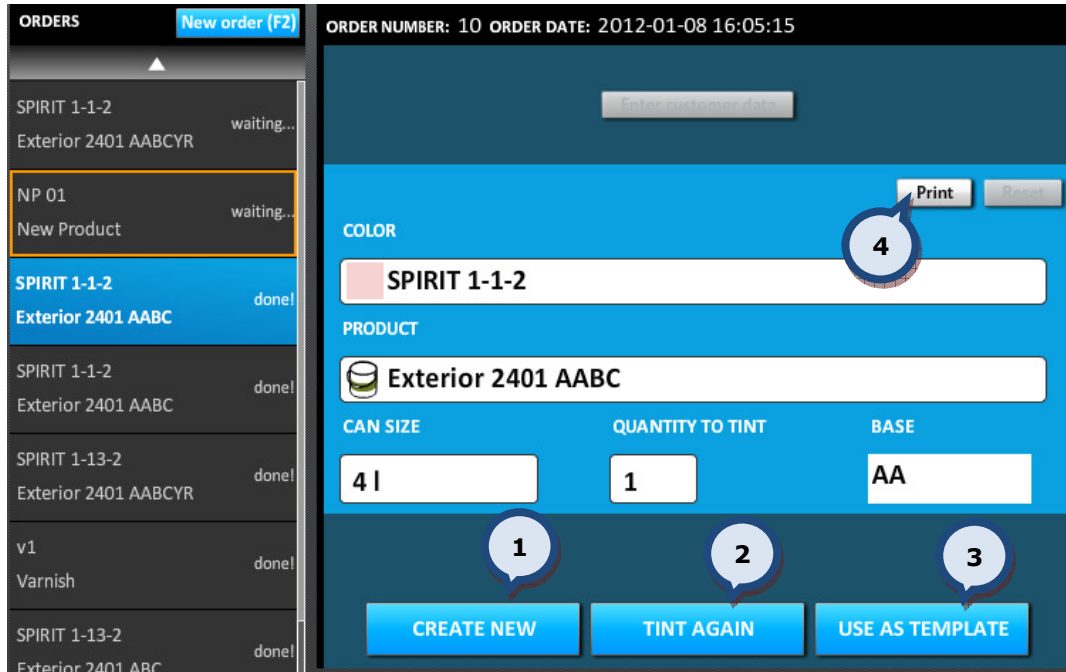 ORDERS
New order (F2)
SPIRIT 1-1-2
waiting...
Exterior 2401 AABCYR
NP 01
waiting...
New Product
SPIRIT 1-1-2
done!
Exterior 2401 AABC
SPIRIT 1-1-2
done!
Exterior 2401 AABC
SPIRIT 1-13-2
done!
Exterior 2401 AABCYR
v1
done!
Varnish
SPIRIT 1-13-2
done!
Exterior 2401 ABC
ORDER NUMBER: 10 ORDER DATE: 2012-01-08 16:05:15
Enter customer data
Print
Reset
4
COLOR
SPIRIT 1-1-2
PRODUCT
Exterior 2401 AABC
CAN SIZE
QUANTITY TO TINT
BASE
4 l
1
AA
1
2
3
CREATE NEW
TINT AGAIN
USE AS TEMPLATE